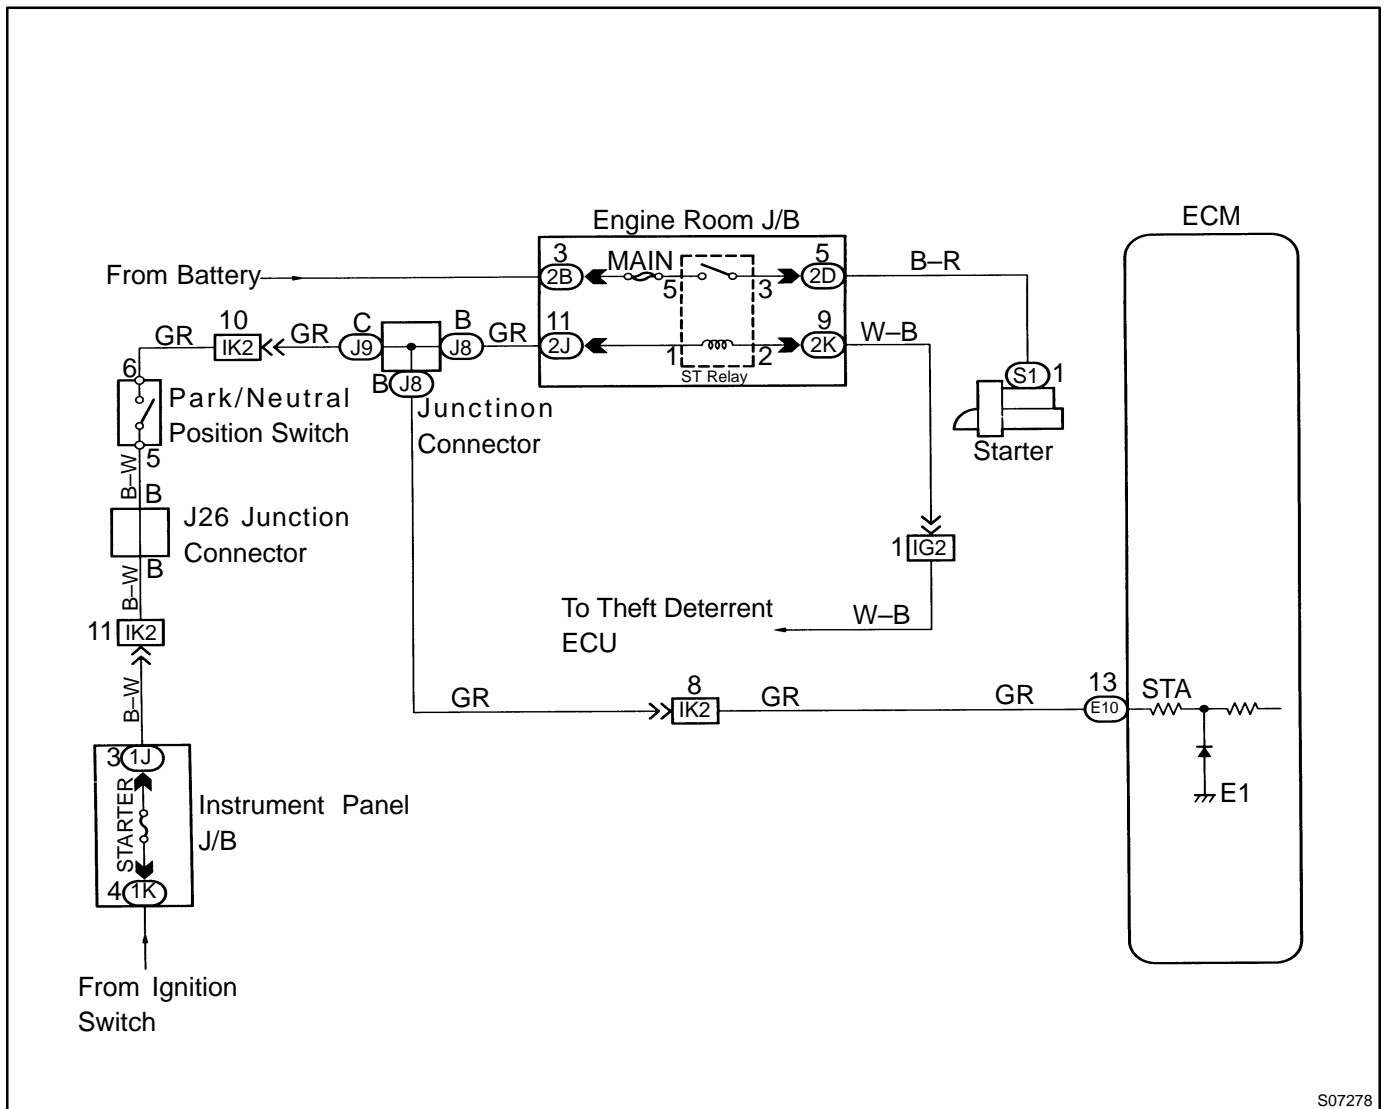 ECM
Engine Room J/B
From Battery
3
2B
MAIN
5
3
5
2D
B–R
10
GR
IK2
GR
C
J9
B
J8
GR
11
2J
1
2
ST Relay
9
2K
W–B
6
Park/Neutral
Position Switch
5
B
J8
Junctinon
Connector
S1
1
Starter
B–W
B
J26 Junction
Connector
B
B–W
1
IG2
To Theft Deterrent
ECU
W–B
11
IK2
B–W
GR
8
IK2
GR
GR
13
E10
STA
E1
3
1J
STARTER
Instrument Panel
J/B
4
1K
From Ignition
Switch
S07278